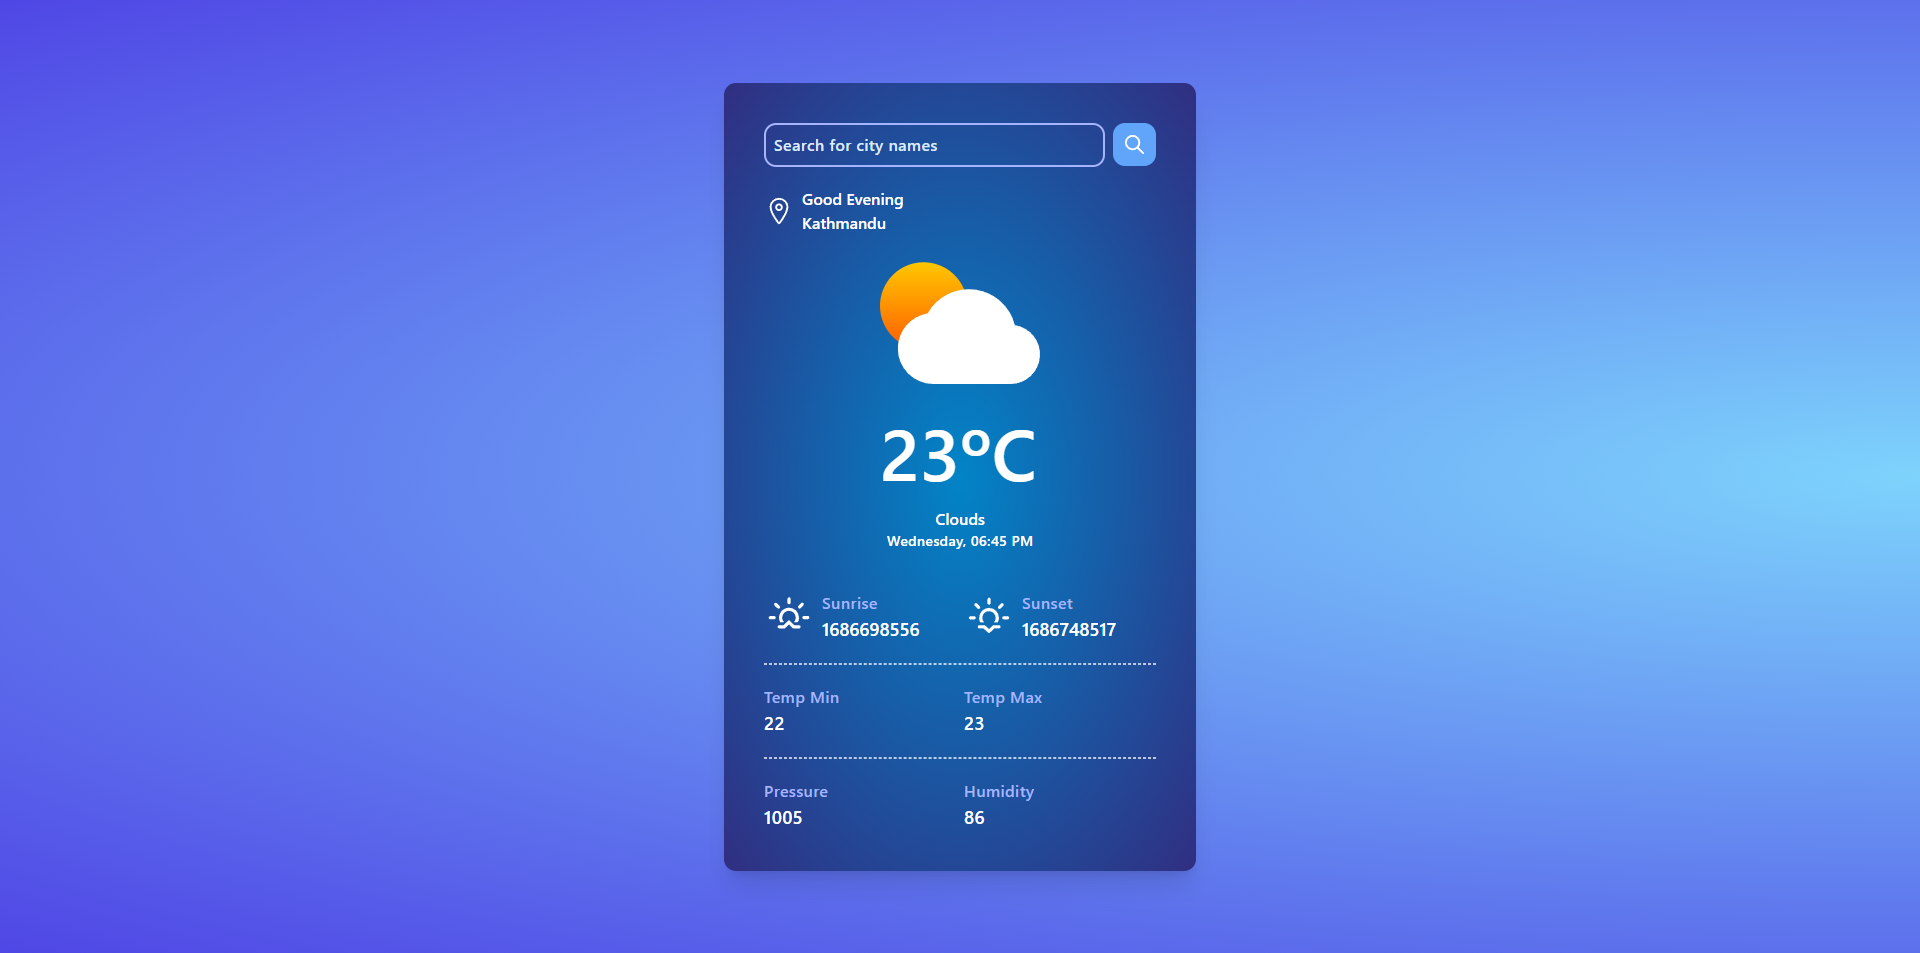 Search for city names
Good Evening
Kathmandu
23°C
Clouds
Wednesday, 06:45 PM
Sunrise
1686698556
Sunset
1686748517
Temp Min
22
Temp Max
23
Pressure
1005
Humidity
86